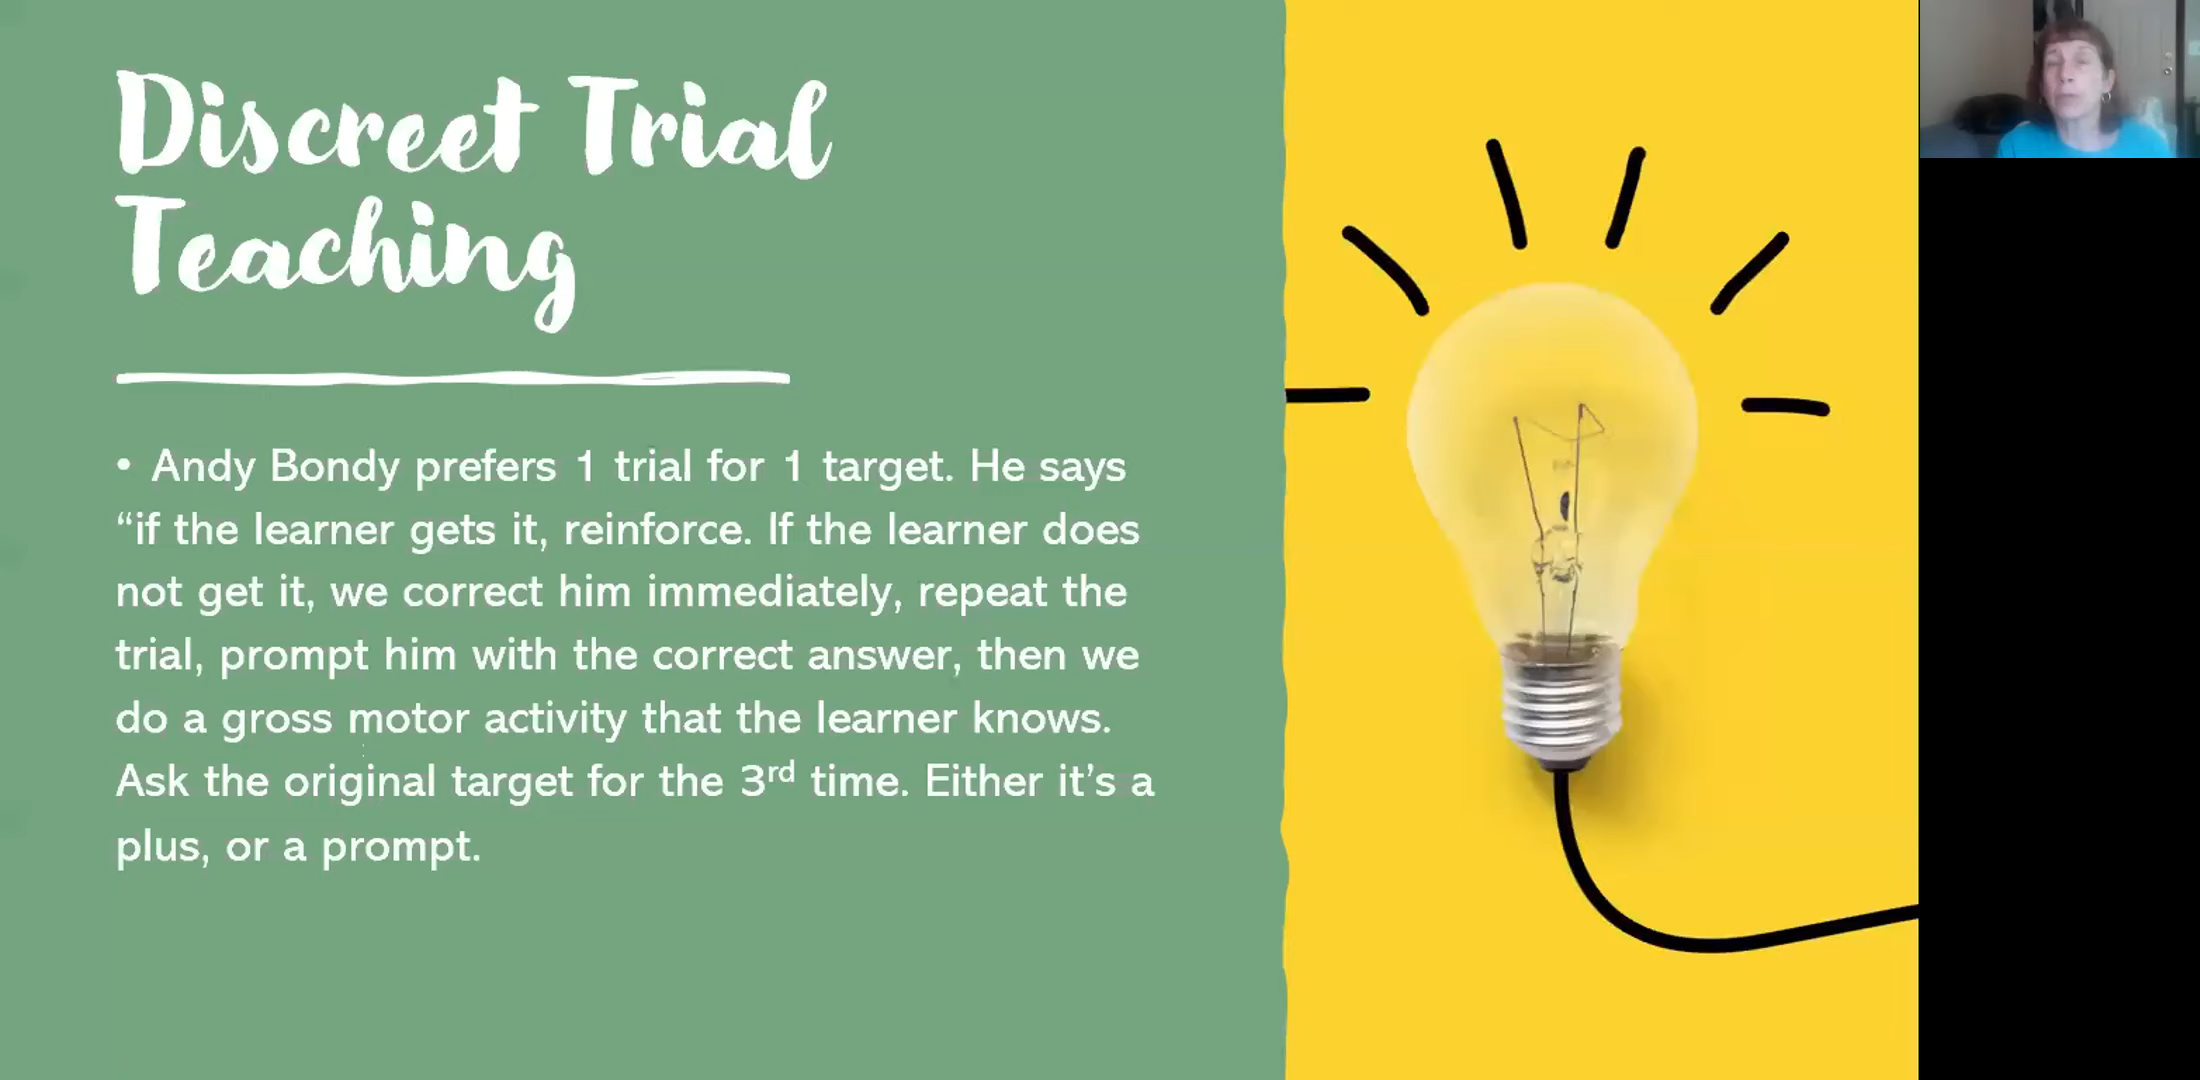 Discreet Trial
Teaching
• Andy Bondy prefers 1 trial for 1 target. He says
“if the learner gets it, reinforce. If the learner does
not get it, we correct him immediately, repeat the
trial, prompt him with the correct answer, then we
do a gross motor activity that the learner knows.
Ask the original target for the 3rd time. Either it’s a
plus, or a prompt.